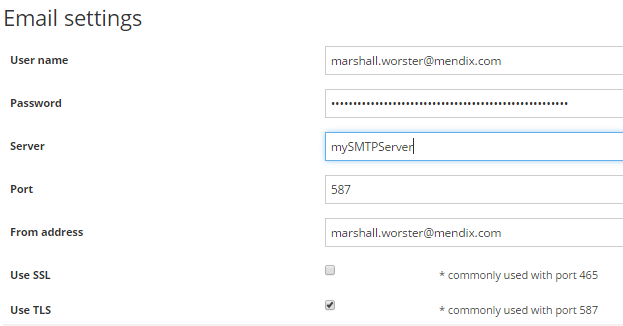 Email settings
User name marshall.worster@mendix.com
Password ••••••••••••••••••••••••••••••••••••••••••••••••••••••
Server mySMTPServer
Port 587
From address marshall.worster@mendix.com
Use SSL * commonly used with port 465
Use TLS * commonly used with port 587